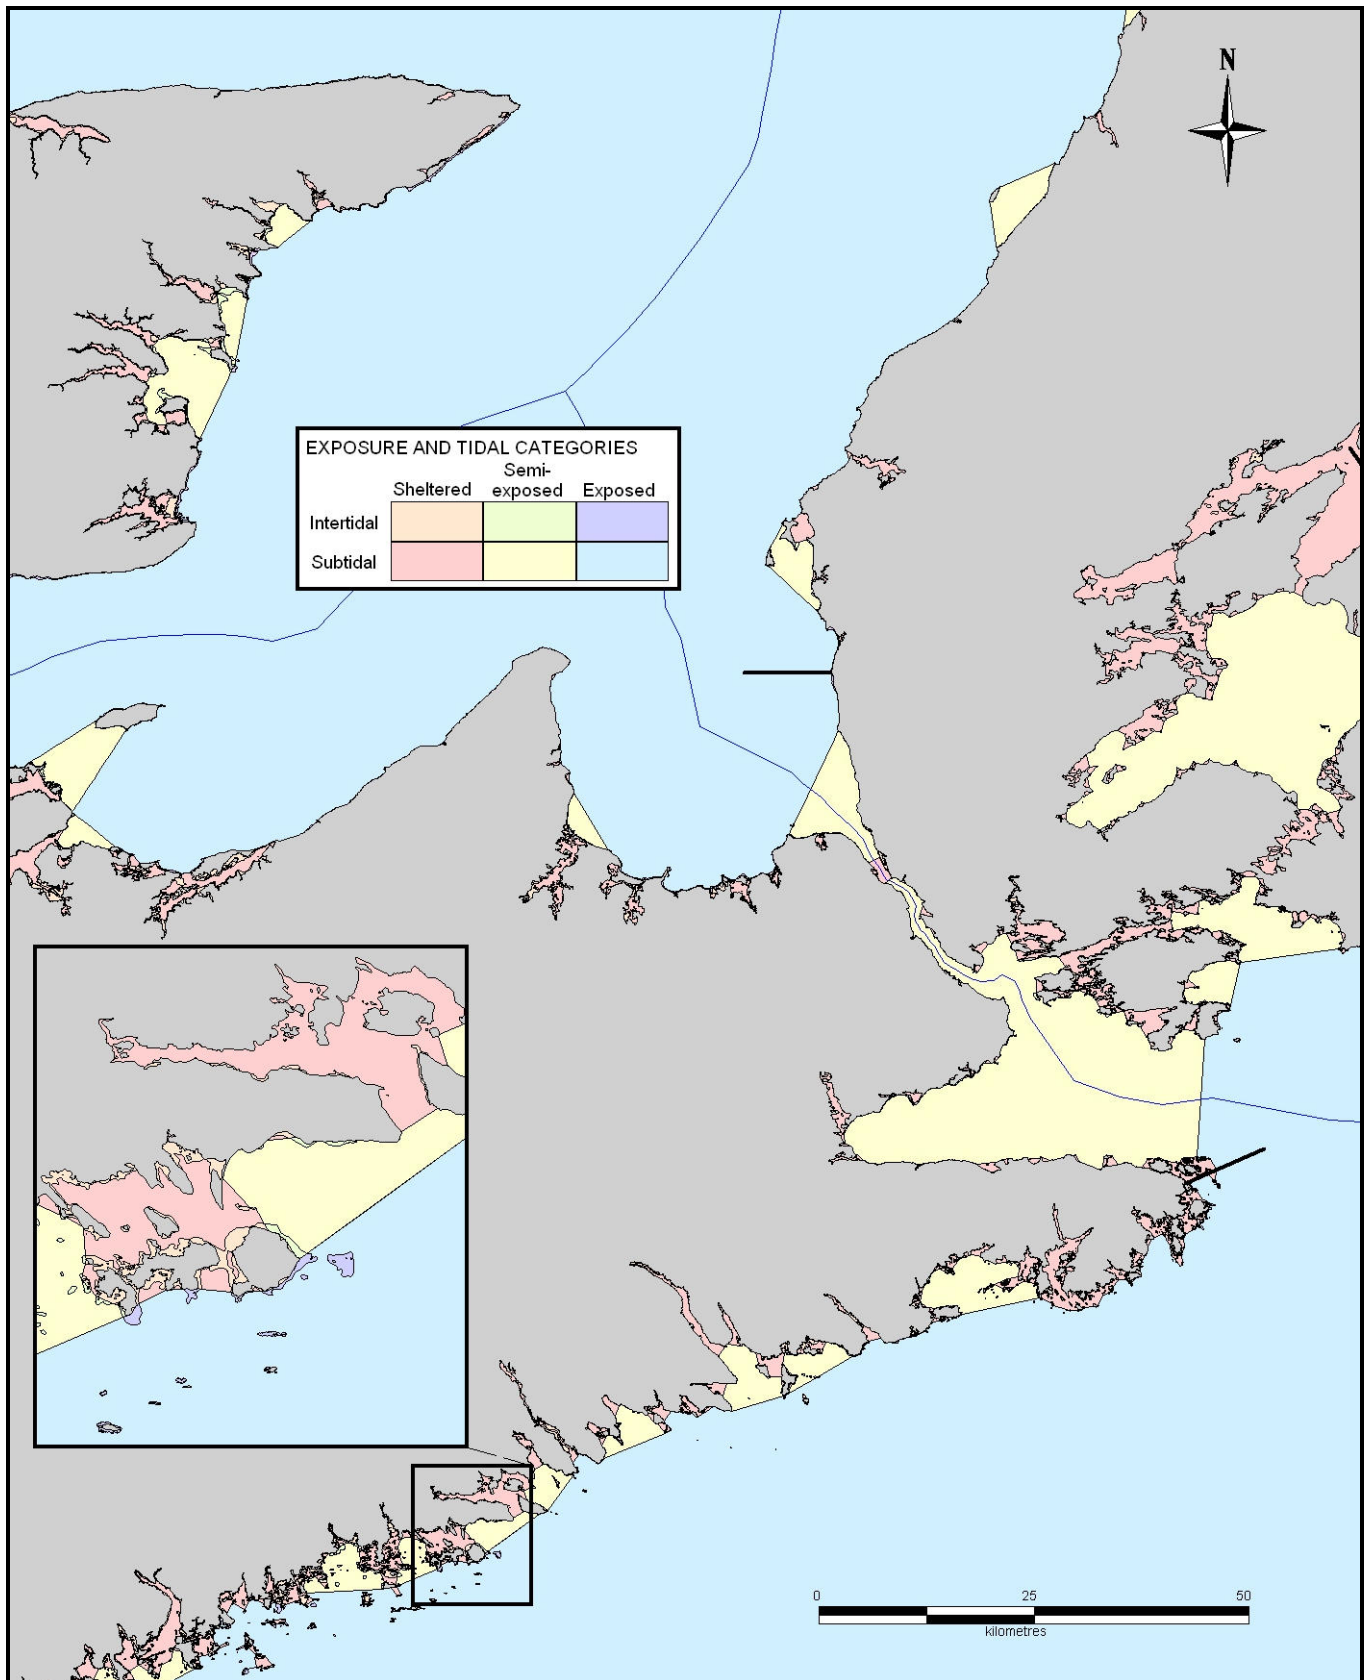 N
EXPOSURE AND TIDAL CATEGORIES
Semi-
Sheltered exposed Exposed
Intertidal
Subtidal
0 25 50
kilometres